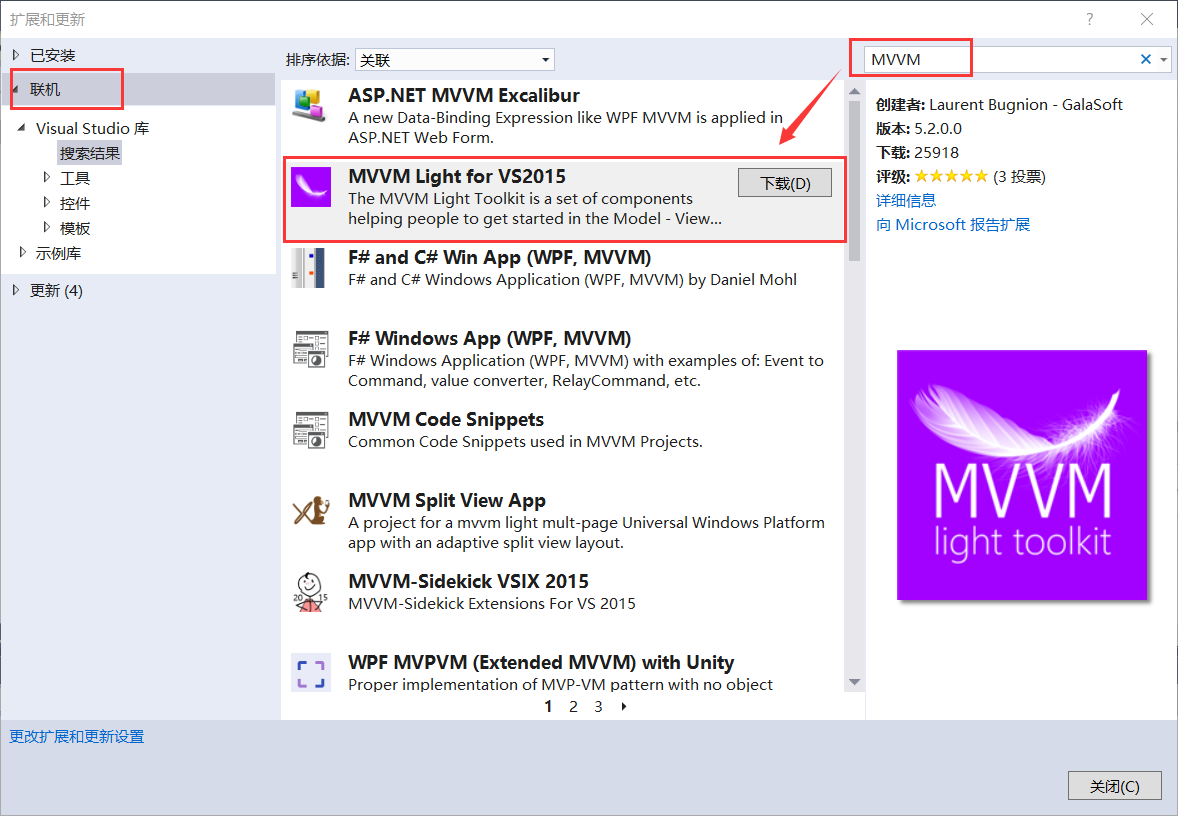 扩展和更新
?
已安装
联机
Visual Studio 库
搜索结果
工具
控件
模板
示例库
更新 (4)
排序依据: 关联
ASP.NET MVVM Excalibur
A new Data-Binding Expression like WPF MVVM is applied in
ASP.NET Web Form.
MVVM Light for VS2015
下载(D)
The MVVM Light Toolkit is a set of components
helping people to get started in the Model - View...
F# and C# Win App (WPF, MVVM)
F# and C# Windows Application (WPF, MVVM) by Daniel Mohl
F# Windows App (WPF, MVVM)
F# Windows Application (WPF, MVVM) with examples of: Event to
Command, value converter, RelayCommand, etc.
MVVM Code Snippets
Common Code Snippets used in MVVM Projects.
MVVM Split View App
A project for a mvvm light mult-page Universal Windows Platform
app with an adaptive split view layout.
MVVM-Sidekick VSIX 2015
20 15
MVVM-Sidekick Extensions For VS 2015
WPF MVPVM (Extended MVVM) with Unity
Proper implementation of MVP-VM pattern with no object
1 2 3
MVVM
创建者: Laurent Bugnion - GalaSoft
版本: 5.2.0.0
下载: 25918
评级: ★★★★★ (3 投票)
详细信息
向 Microsoft 报告扩展
MVVM
light toolkit
更改扩展和更新设置
关闭(C)